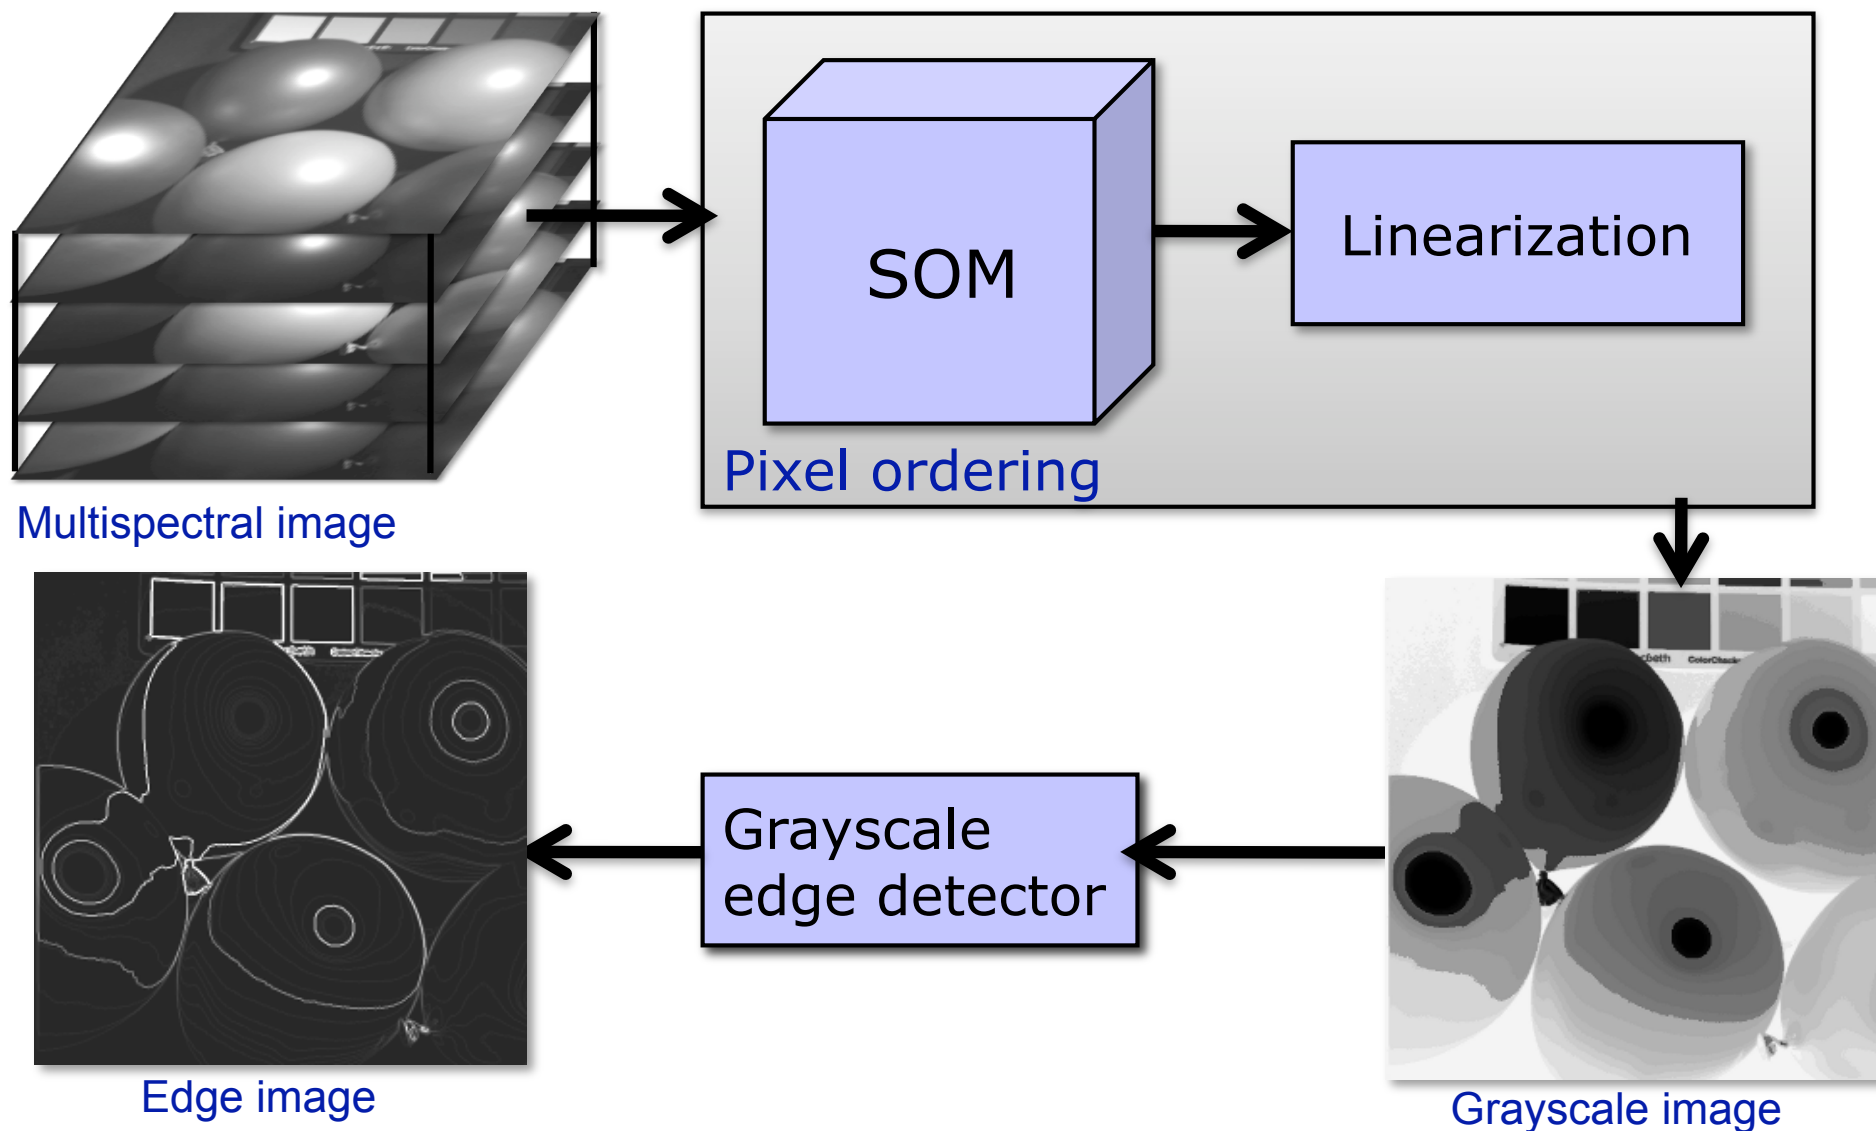 SOM
Linearization
Pixel ordering
Multispectral image
Grayscale
edge detector
Edge image
Grayscale image